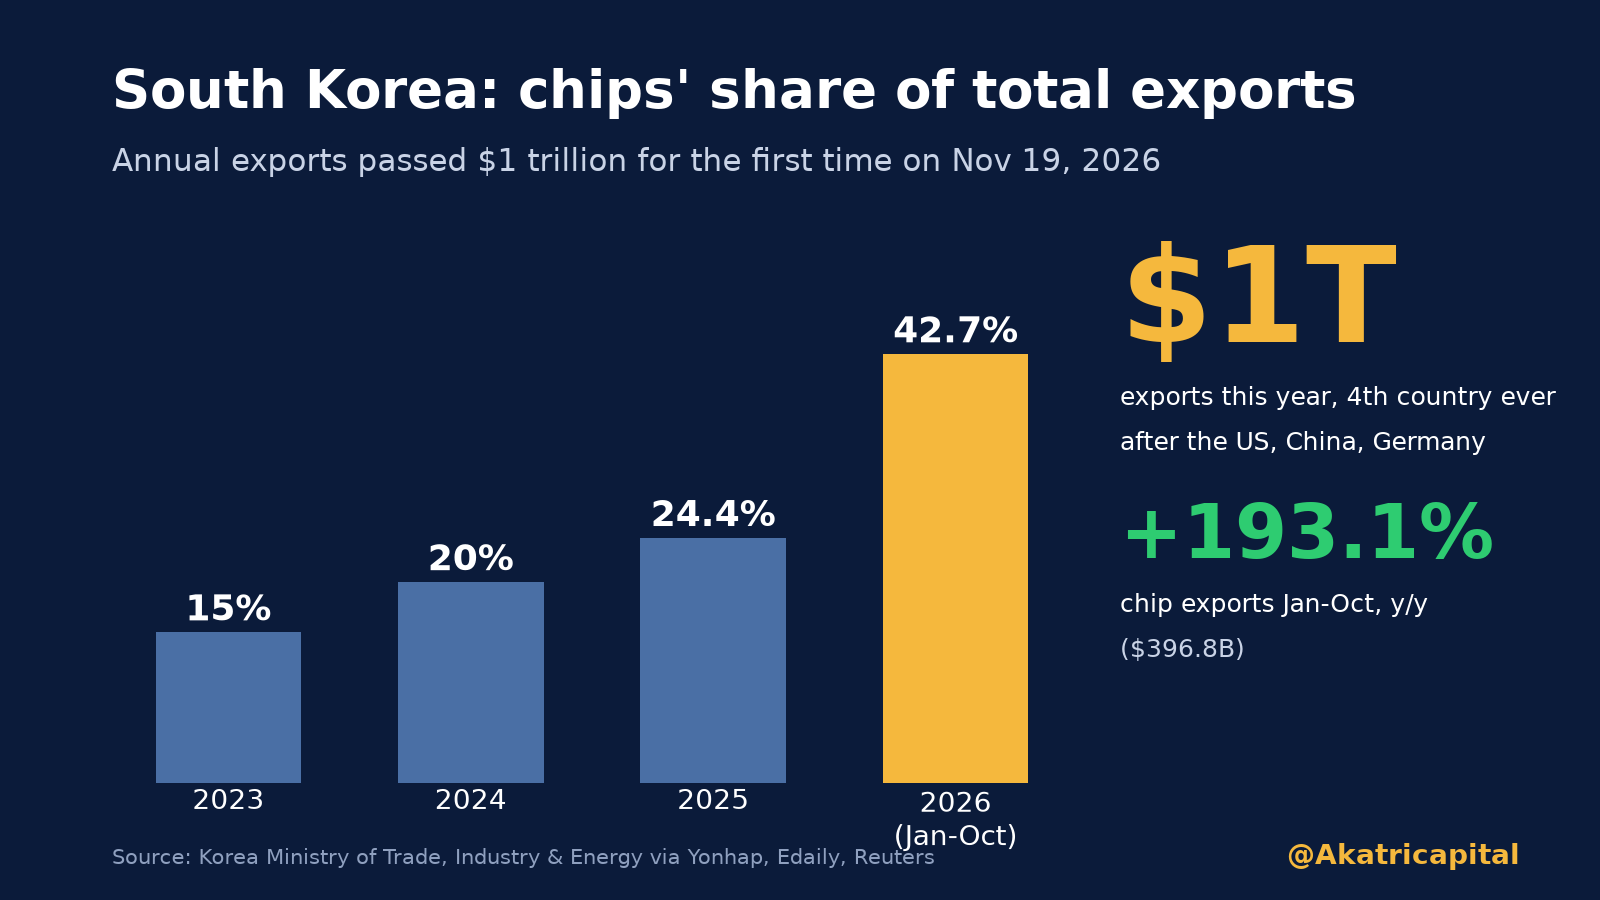 South Korea: chips' share of total exports
Annual exports passed $1 trillion for the first time on Nov 19, 2026
15%
20%
24.4%
42.7%
2023
2024
2025
2026
(Jan-Oct)
$1T
exports this year, 4th country ever
after the US, China, Germany
+193.1%
chip exports Jan-Oct, y/y
($396.8B)
Source: Korea Ministry of Trade, Industry & Energy via Yonhap, Edaily, Reuters
@Akatricapital